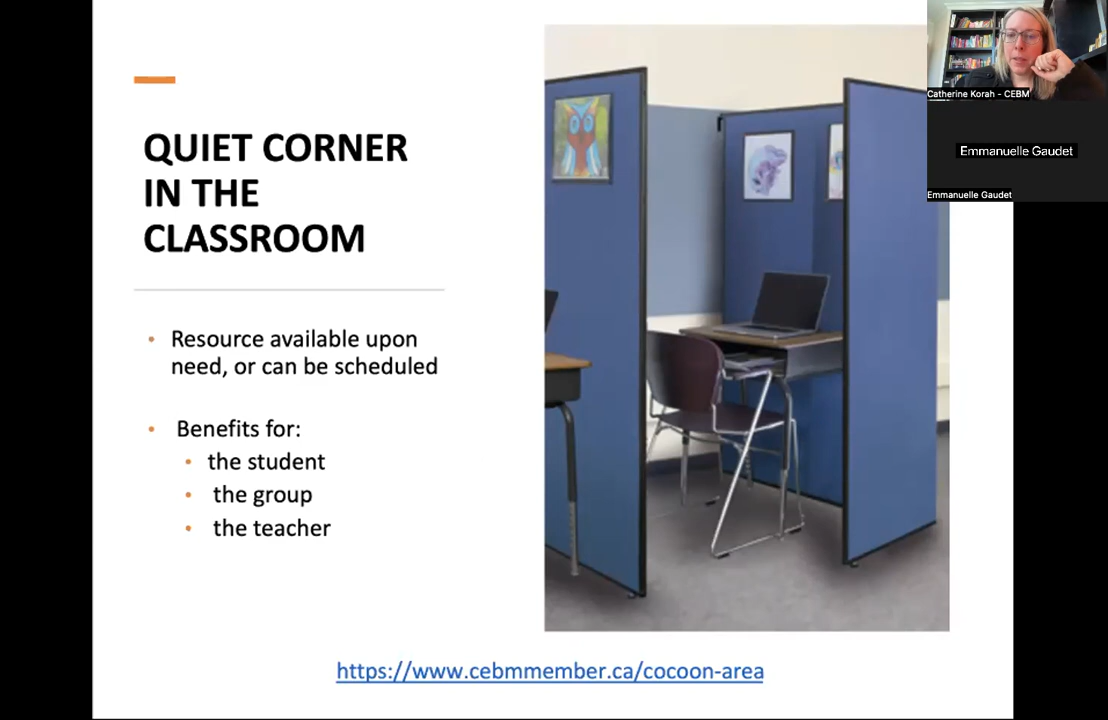 QUIET CORNER
IN THE
CLASSROOM
• Resource available upon
need, or can be scheduled
• Benefits for:
• the student
• the group
• the teacher
https://www.cebmmember.ca/cocoon-area
Catherine Korah - CEBM
Emmanuelle Gaudet
Emmanuelle Gaudet